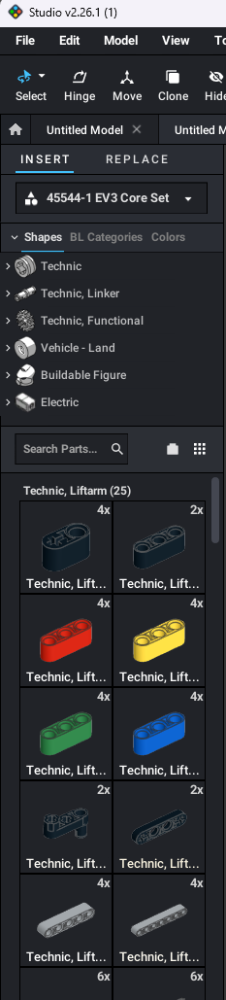 Studio v2.26.1 (1)
File Edit Model View To
Select Hinge Move Clone Hide
Untitled Model × Untitled M
INSERT REPLACE
45544-1 EV3 Core Set
Shapes BL Categories Colors
Technic
Technic, Linker
Technic, Functional
Vehicle - Land
Buildable Figure
Electric
Search Parts...
Technic, Liftarm (25)
4x 2x
Technic, Lift... Technic, Lift...
4x 4x
Technic, Lift... Technic, Lift...
4x 4x
Technic, Lift... Technic, Lift...
2x 2x
Technic, Lift... Technic, Lift...
4x 4x
Technic, Lift... Technic, Lift...
6x 6x